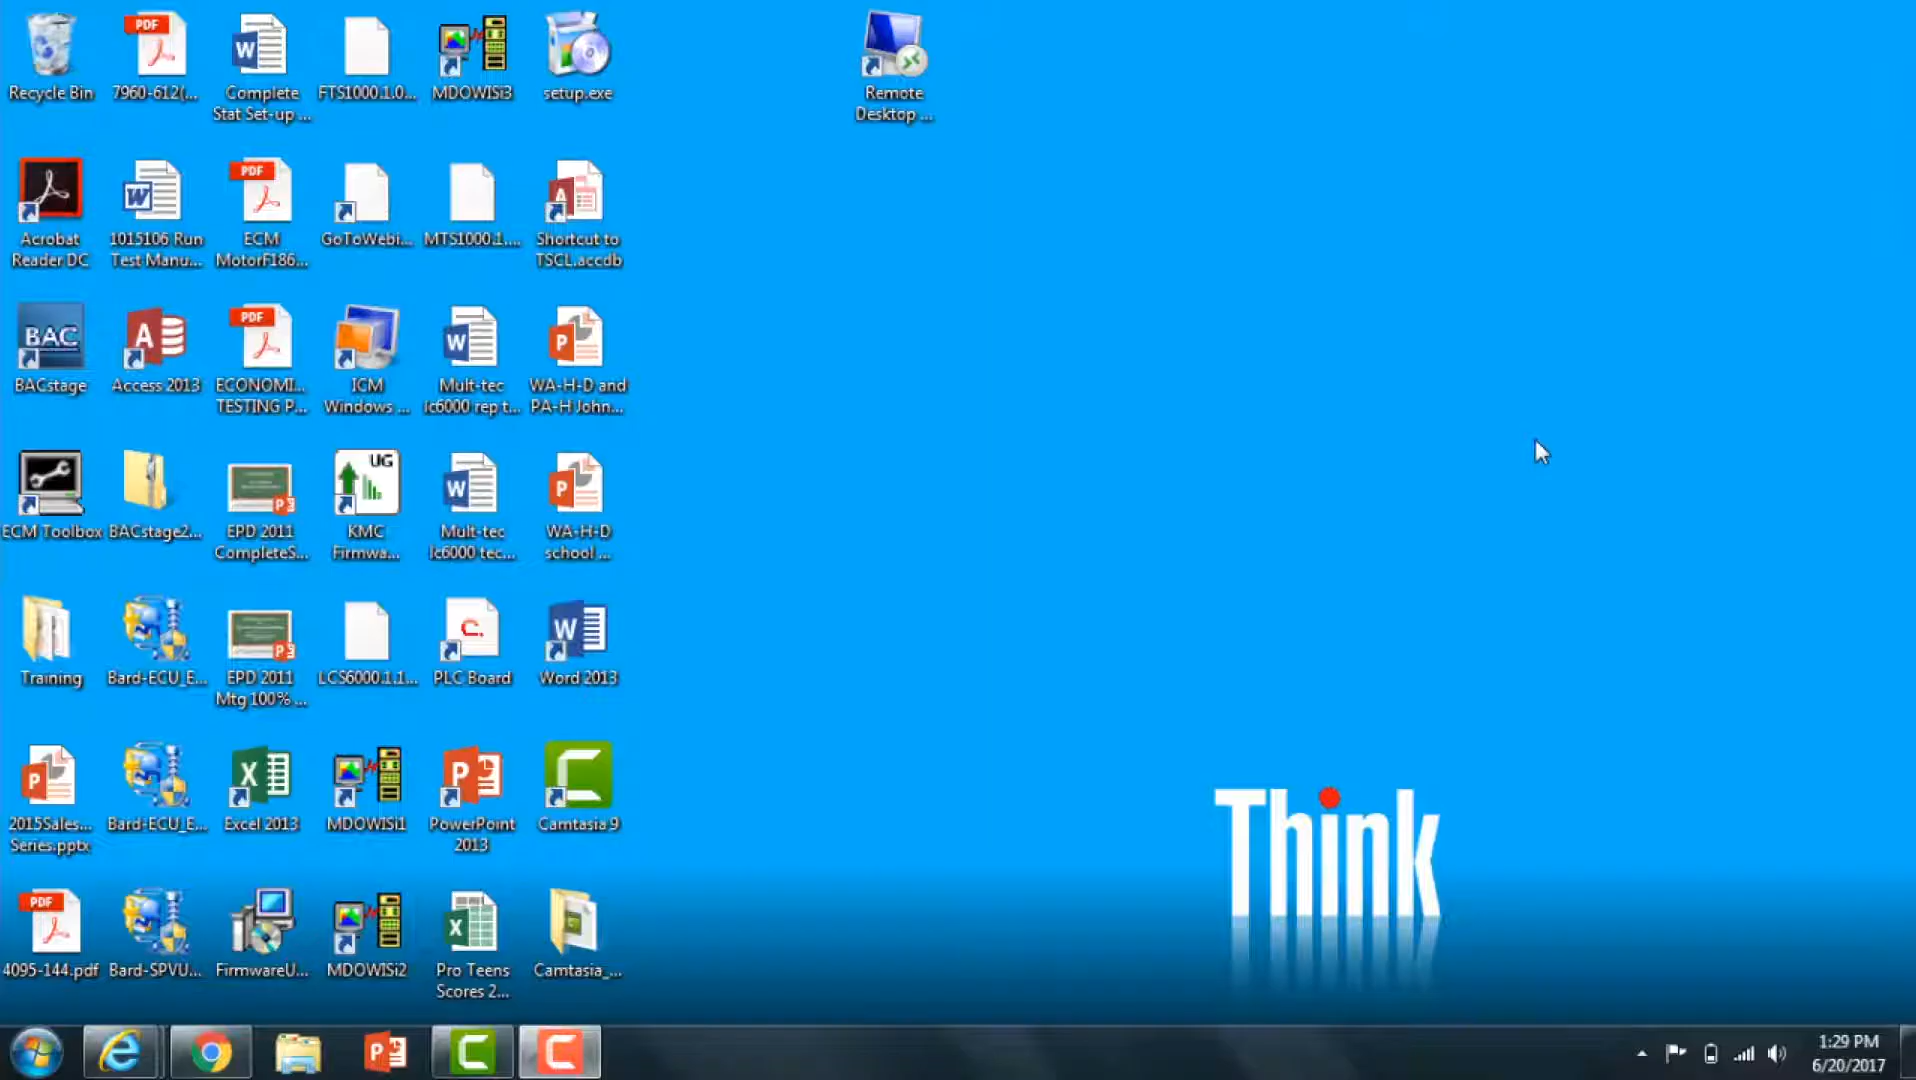 Recycle Bin
7960-612(...
Complete
Stat Set-up ...
FTS1000.1.0...
MDOWISi3
setup.exe
Remote
Desktop ...
Acrobat
Reader DC
1015106 Run
Test Manu...
ECM
MotorF186...
GoToWebi...
MTS1000.1....
Shortcut to
TSCL.accdb
BAC
BACstage
Access 2013
ECONOMI...
TESTING P...
ICM
Windows ...
Mult-tec
lc6000 rep t...
WA-H-D and
PA-H John...
ECM Toolbox
BACstage2...
EPD 2011
CompleteS...
UG
KMC
Firmwa...
Mult-tec
lc6000 tec...
WA-H-D
school ...
Training
Bard-ECU_E...
EPD 2011
Mtg 100% ...
LCS6000.1.1...
PLC Board
Word 2013
2015Sales...
Series.pptx
Bard-ECU_E...
Excel 2013
MDOWISi1
PowerPoint
2013
Camtasia 9
Think
PDF
4095-144.pdf
Bard-SPVU...
FirmwareU...
MDOWISi2
Pro Teens
Scores 2...
Camtasia_...
1:29 PM
6/20/2017